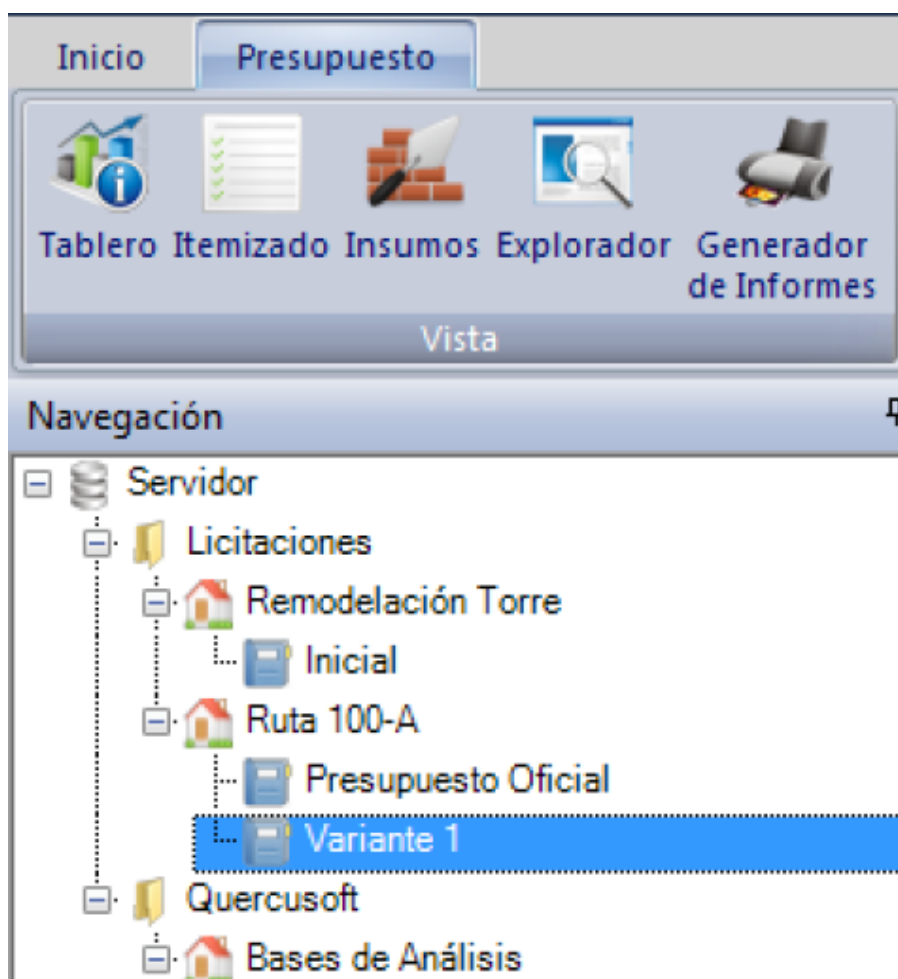 Inicio Presupuesto
Tablero Itemizado Insumos Explorador Generador
de Informes
Vista
Navegación
Servidor
Licitaciones
Remodelación Torre
Inicial
Ruta 100-A
Presupuesto Oficial
Variante 1
Quercusoft
Bases de Análisis